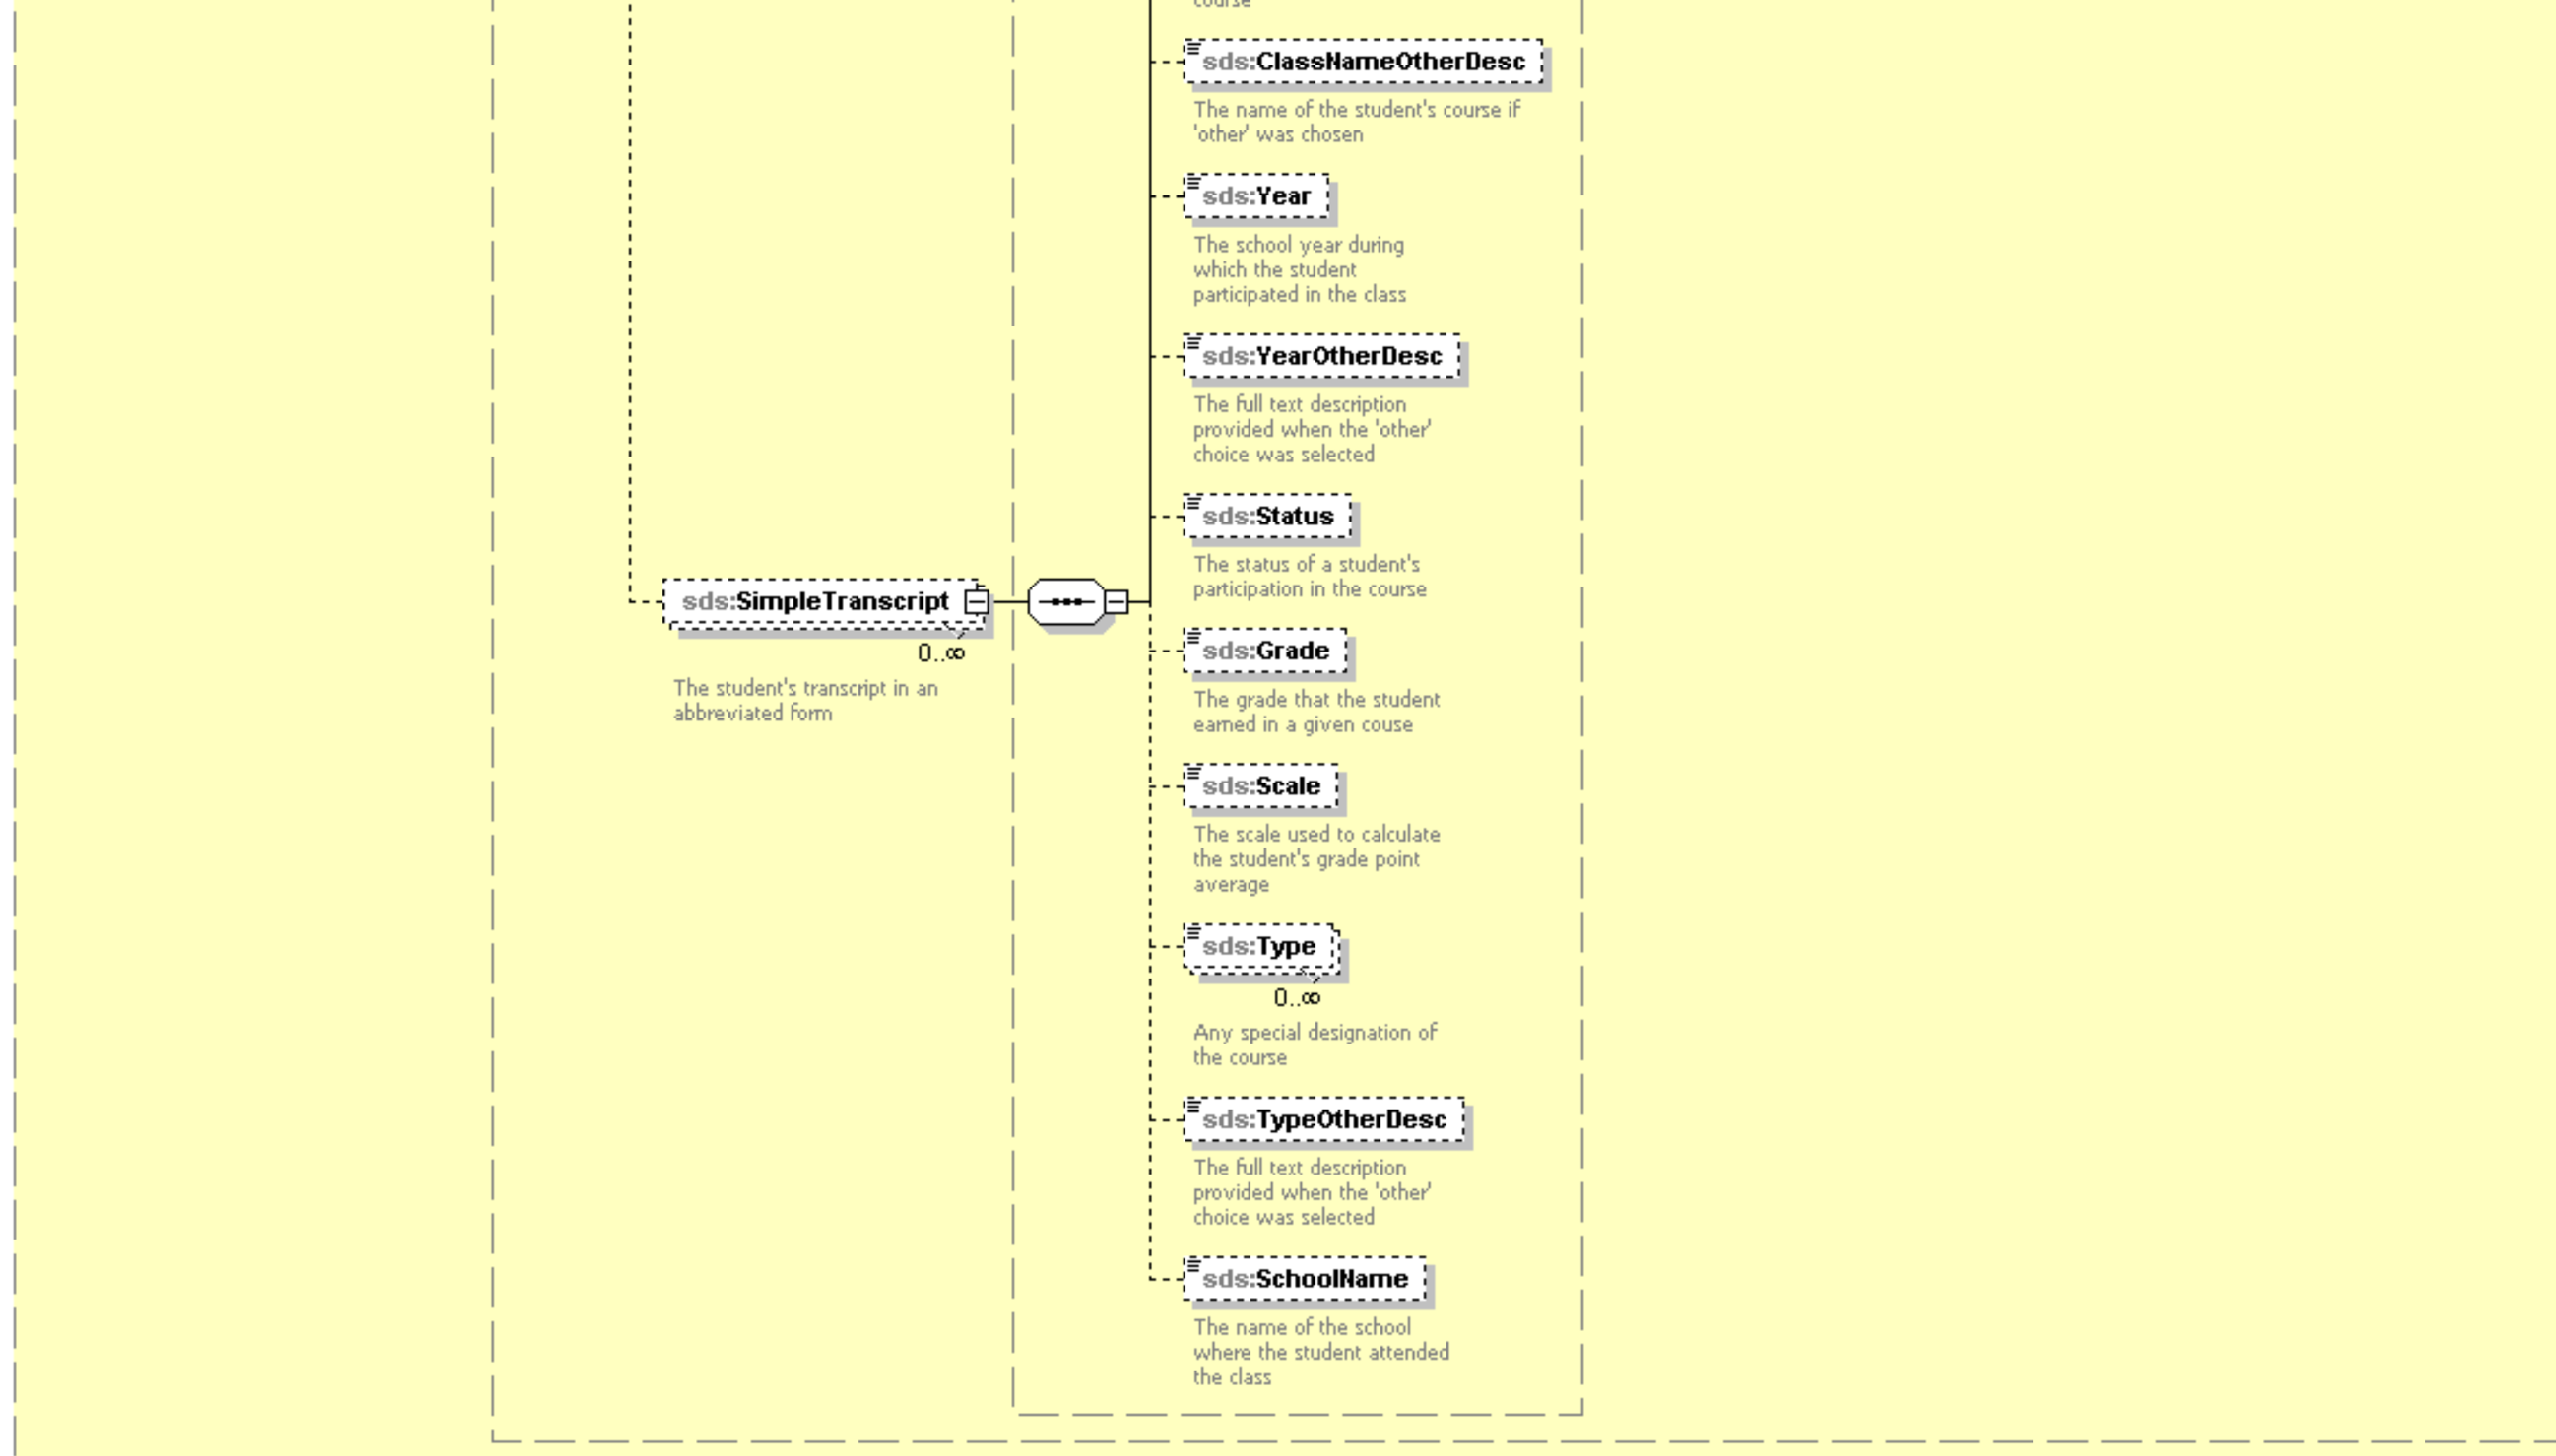 course
sds:ClassNameOtherDesc
The name of the student's course if
'other' was chosen
sds:Year
The school year during
which the student
participated in the class
sds:YearOtherDesc
The full text description
provided when the 'other'
choice was selected
sds:Status
The status of a student's
participation in the course
sds:SimpleTranscript
0..∞
The student's transcript in an
abbreviated form
sds:Grade
The grade that the student
earned in a given couse
sds:Scale
The scale used to calculate
the student's grade point
average
sds:Type
0..∞
Any special designation of
the course
sds:TypeOtherDesc
The full text description
provided when the 'other'
choice was selected
sds:SchoolName
The name of the school
where the student attended
the class